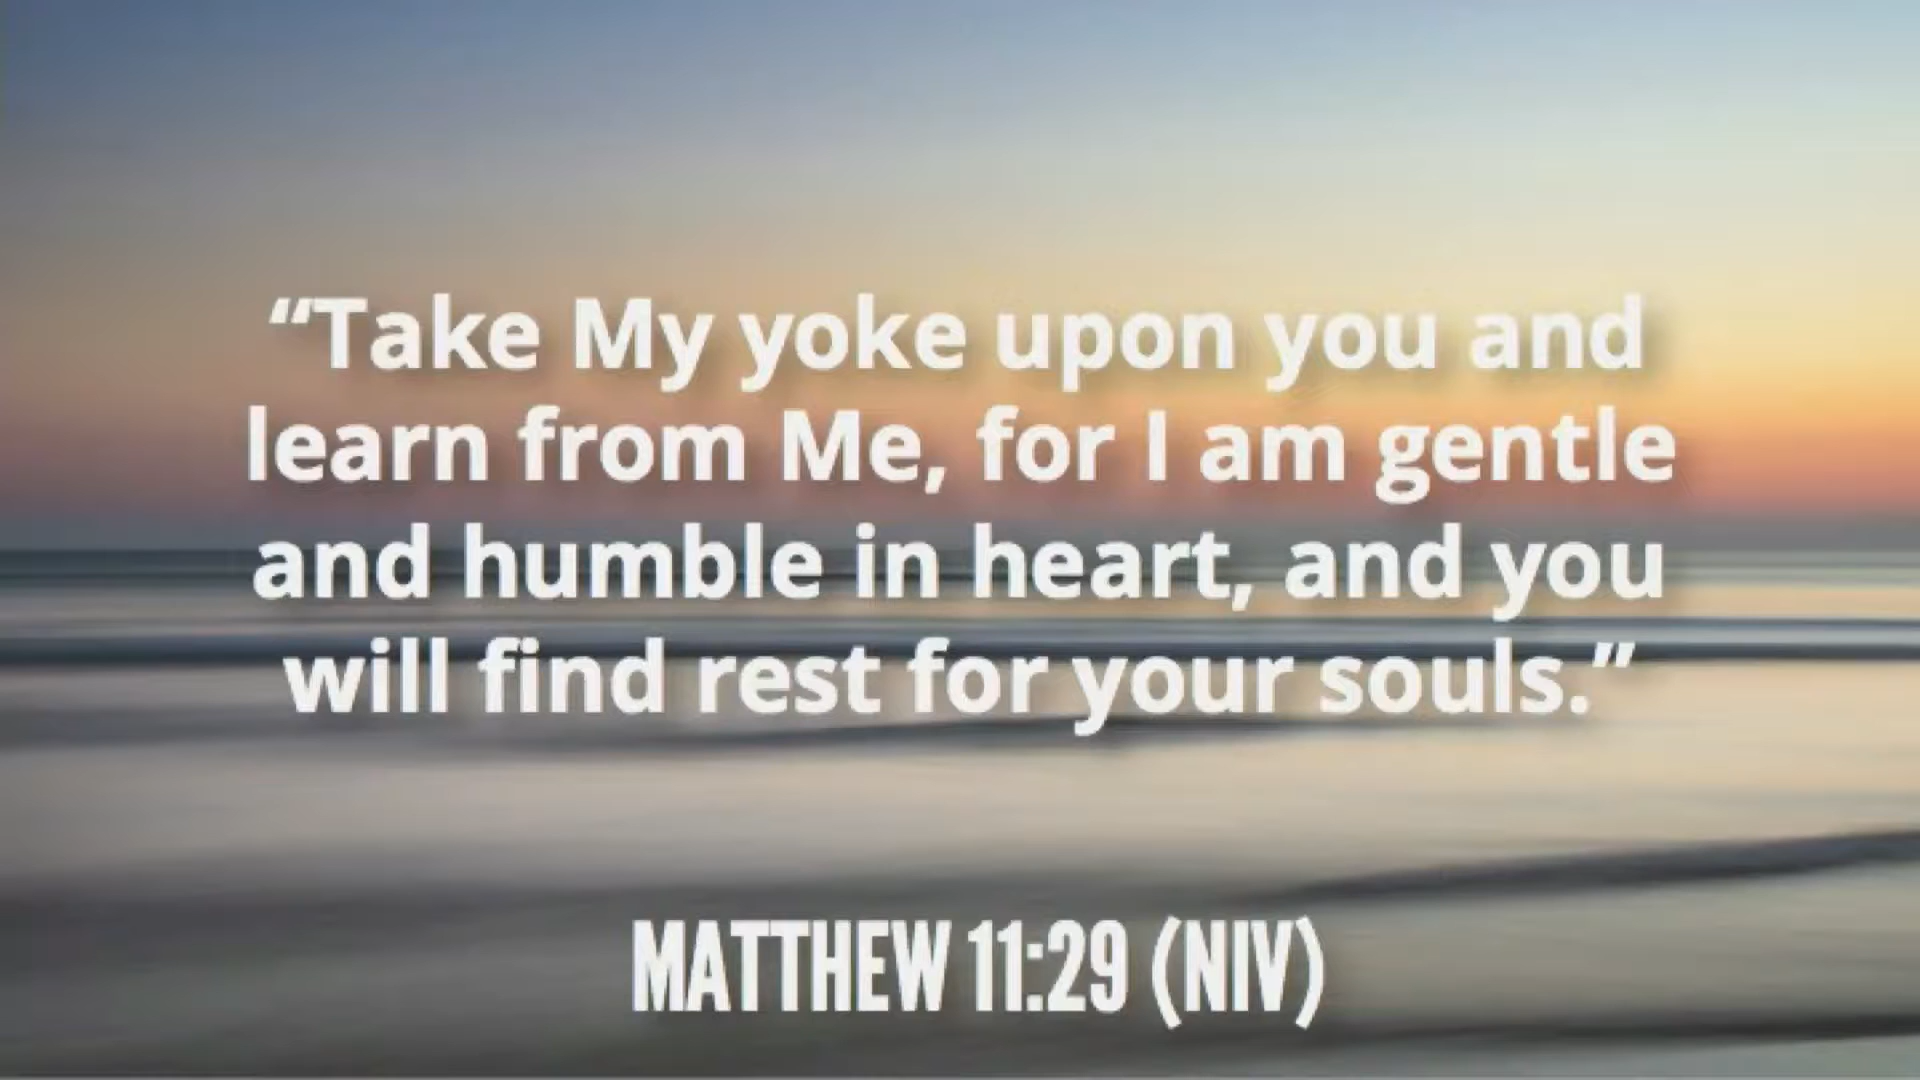 “Take My yoke upon you and
learn from Me, for I am gentle
and humble in heart, and you
will find rest for your souls.”
MATTHEW 11:29 (NIV)